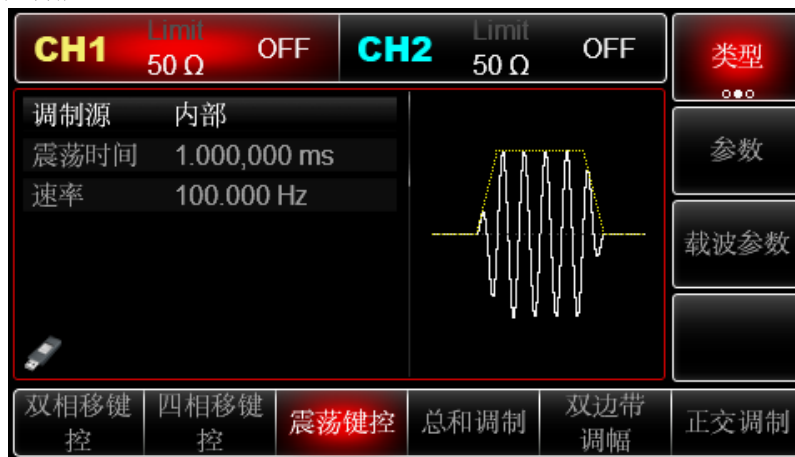 CH1 Limit 50 Ω OFF CH2 Limit 50 Ω OFF
类型
调制源 内部
震荡时间 1.000,000 ms
速率 100.000 Hz
参数
载波参数
双相移键
控
四相移键
控
震荡键控
总和调制
双边带
调幅
正交调制